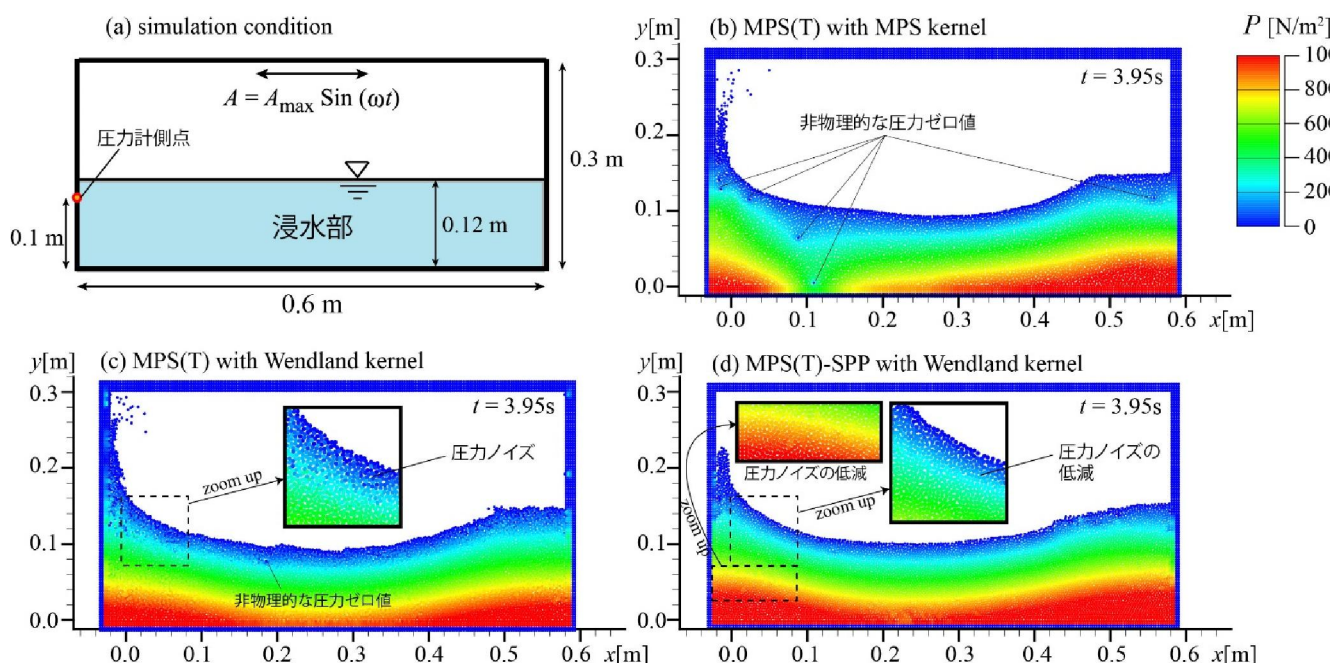 (a) simulation condition
A = Amax Sin (ωt)
圧力計測点
0.3 m
0.1 m
浸水部
0.12 m
0.6 m
(b) MPS(T) with MPS kernel
y[m]
t = 3.95s
非物理的な圧力ゼロ値
0.3
0.2
0.1
0.0
0.0 0.1 0.2 0.3 0.4 0.5 0.6 x[m]
P [N/m²]
100
800
600
400
200
0
(c) MPS(T) with Wendland kernel
y[m]
t = 3.95s
圧力ノイズ
zoom up
非物理的な圧力ゼロ値
0.3
0.2
0.1
0.0
0.0 0.1 0.2 0.3 0.4 0.5 0.6 x[m]
(d) MPS(T)-SPP with Wendland kernel
y[m]
t = 3.95s
圧力ノイズの低減
圧力ノイズの
低減
zoom up
zoom up
0.3
0.2
0.1
0.0
0.0 0.1 0.2 0.3 0.4 0.5 0.6 x[m]